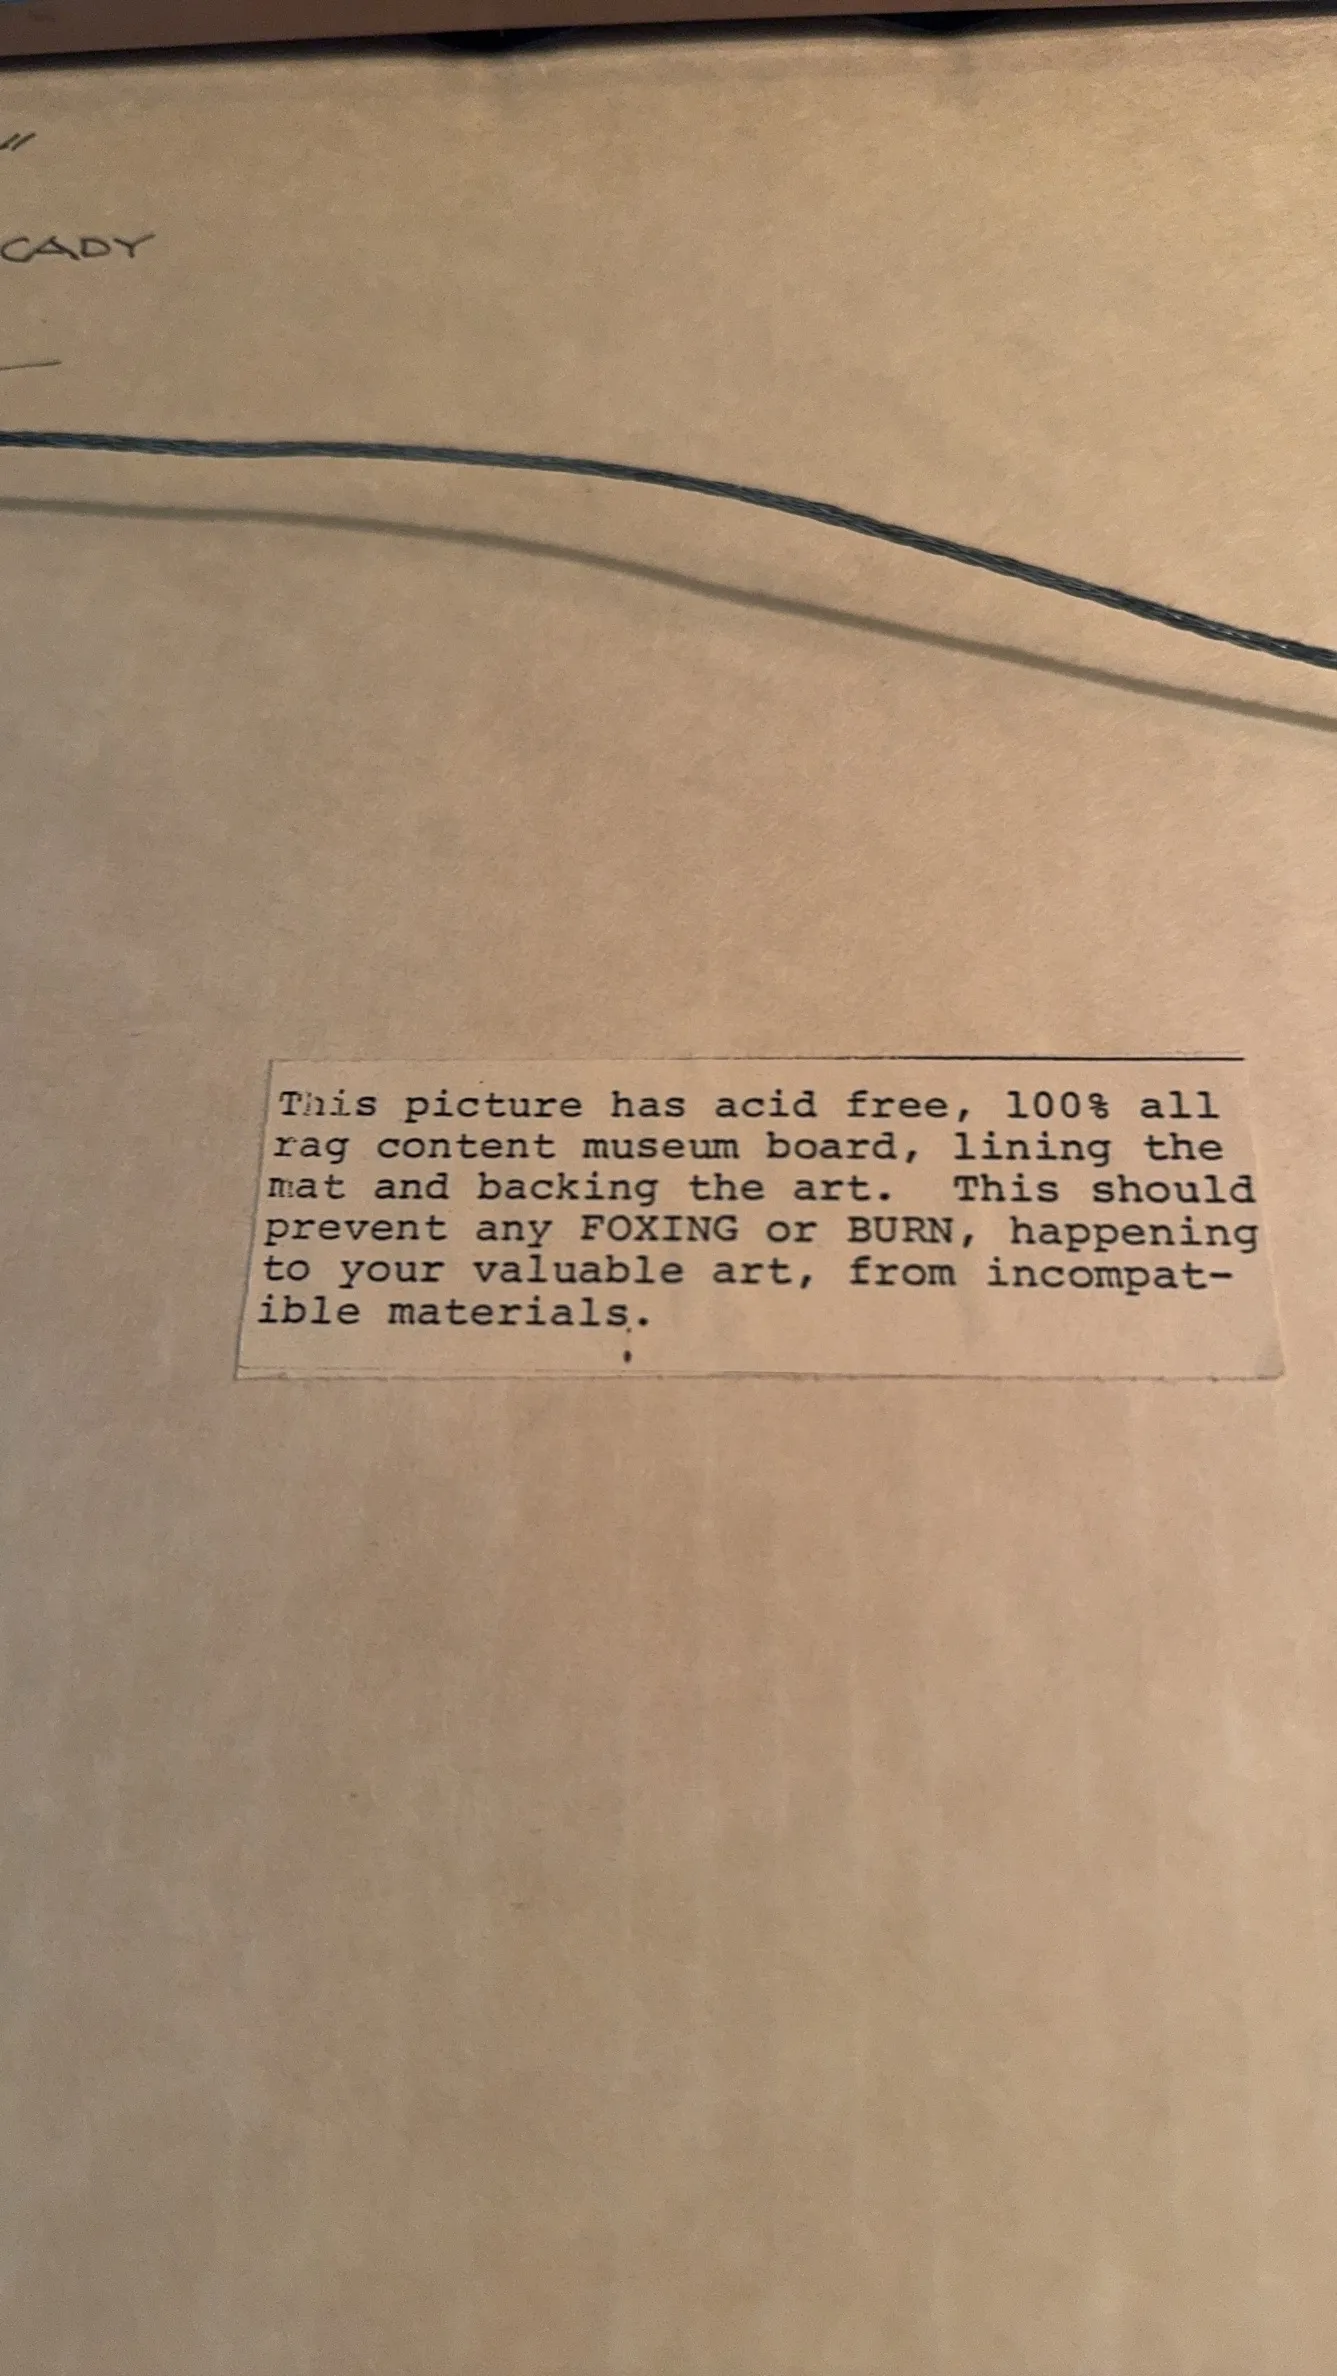 "
CADY
This picture has acid free, 100% all
rag content museum board, lining the
mat and backing the art.  This should
prevent any FOXING or BURN, happening
to your valuable art, from incompat-
ible materials.